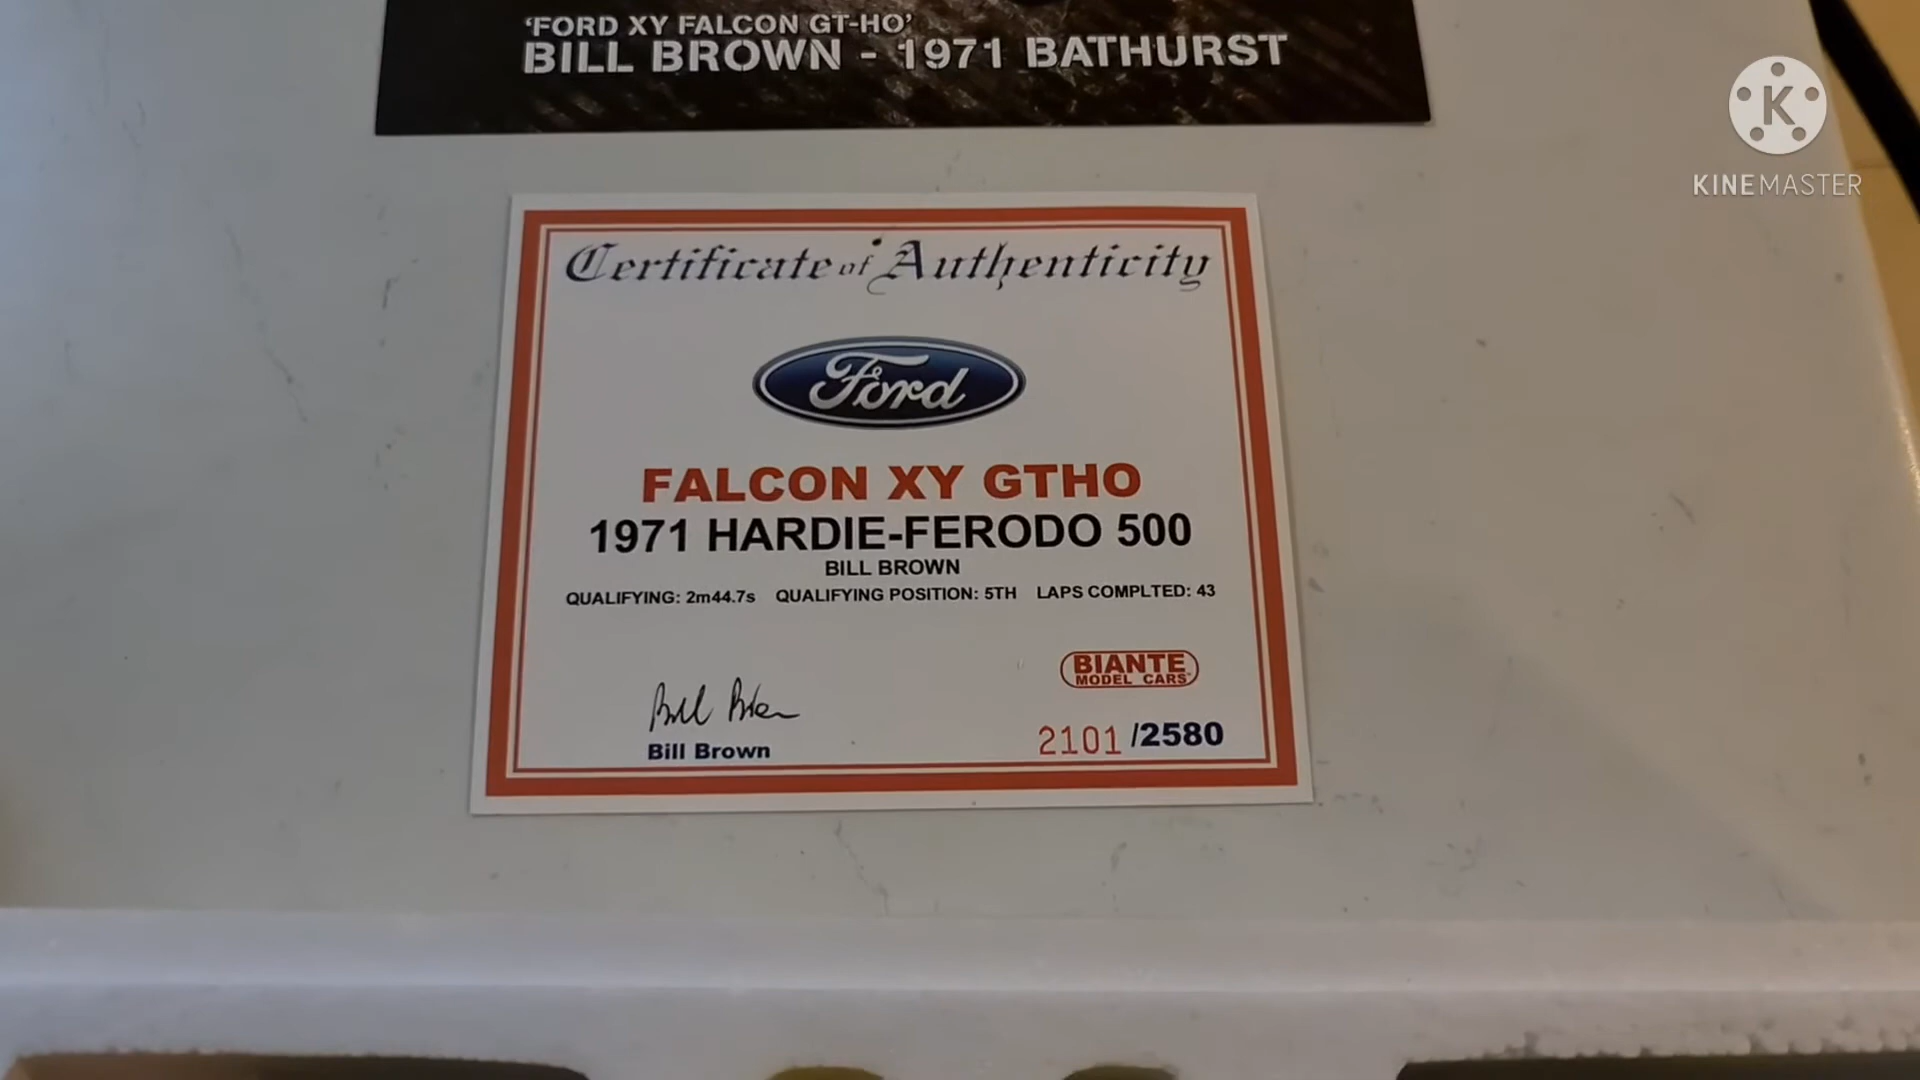 'FORD XY FALCON GT-HO'
BILL BROWN - 1971 BATHURST
K
KINEMASTER
Certificate of Authenticity
Ford
FALCON XY GTHO
1971 HARDIE-FERODO 500
BILL BROWN
QUALIFYING: 2m44.7s QUALIFYING POSITION: 5TH LAPS COMPLTED: 43
BIANTE
MODEL CARS
Bill Brown
2101 /2580